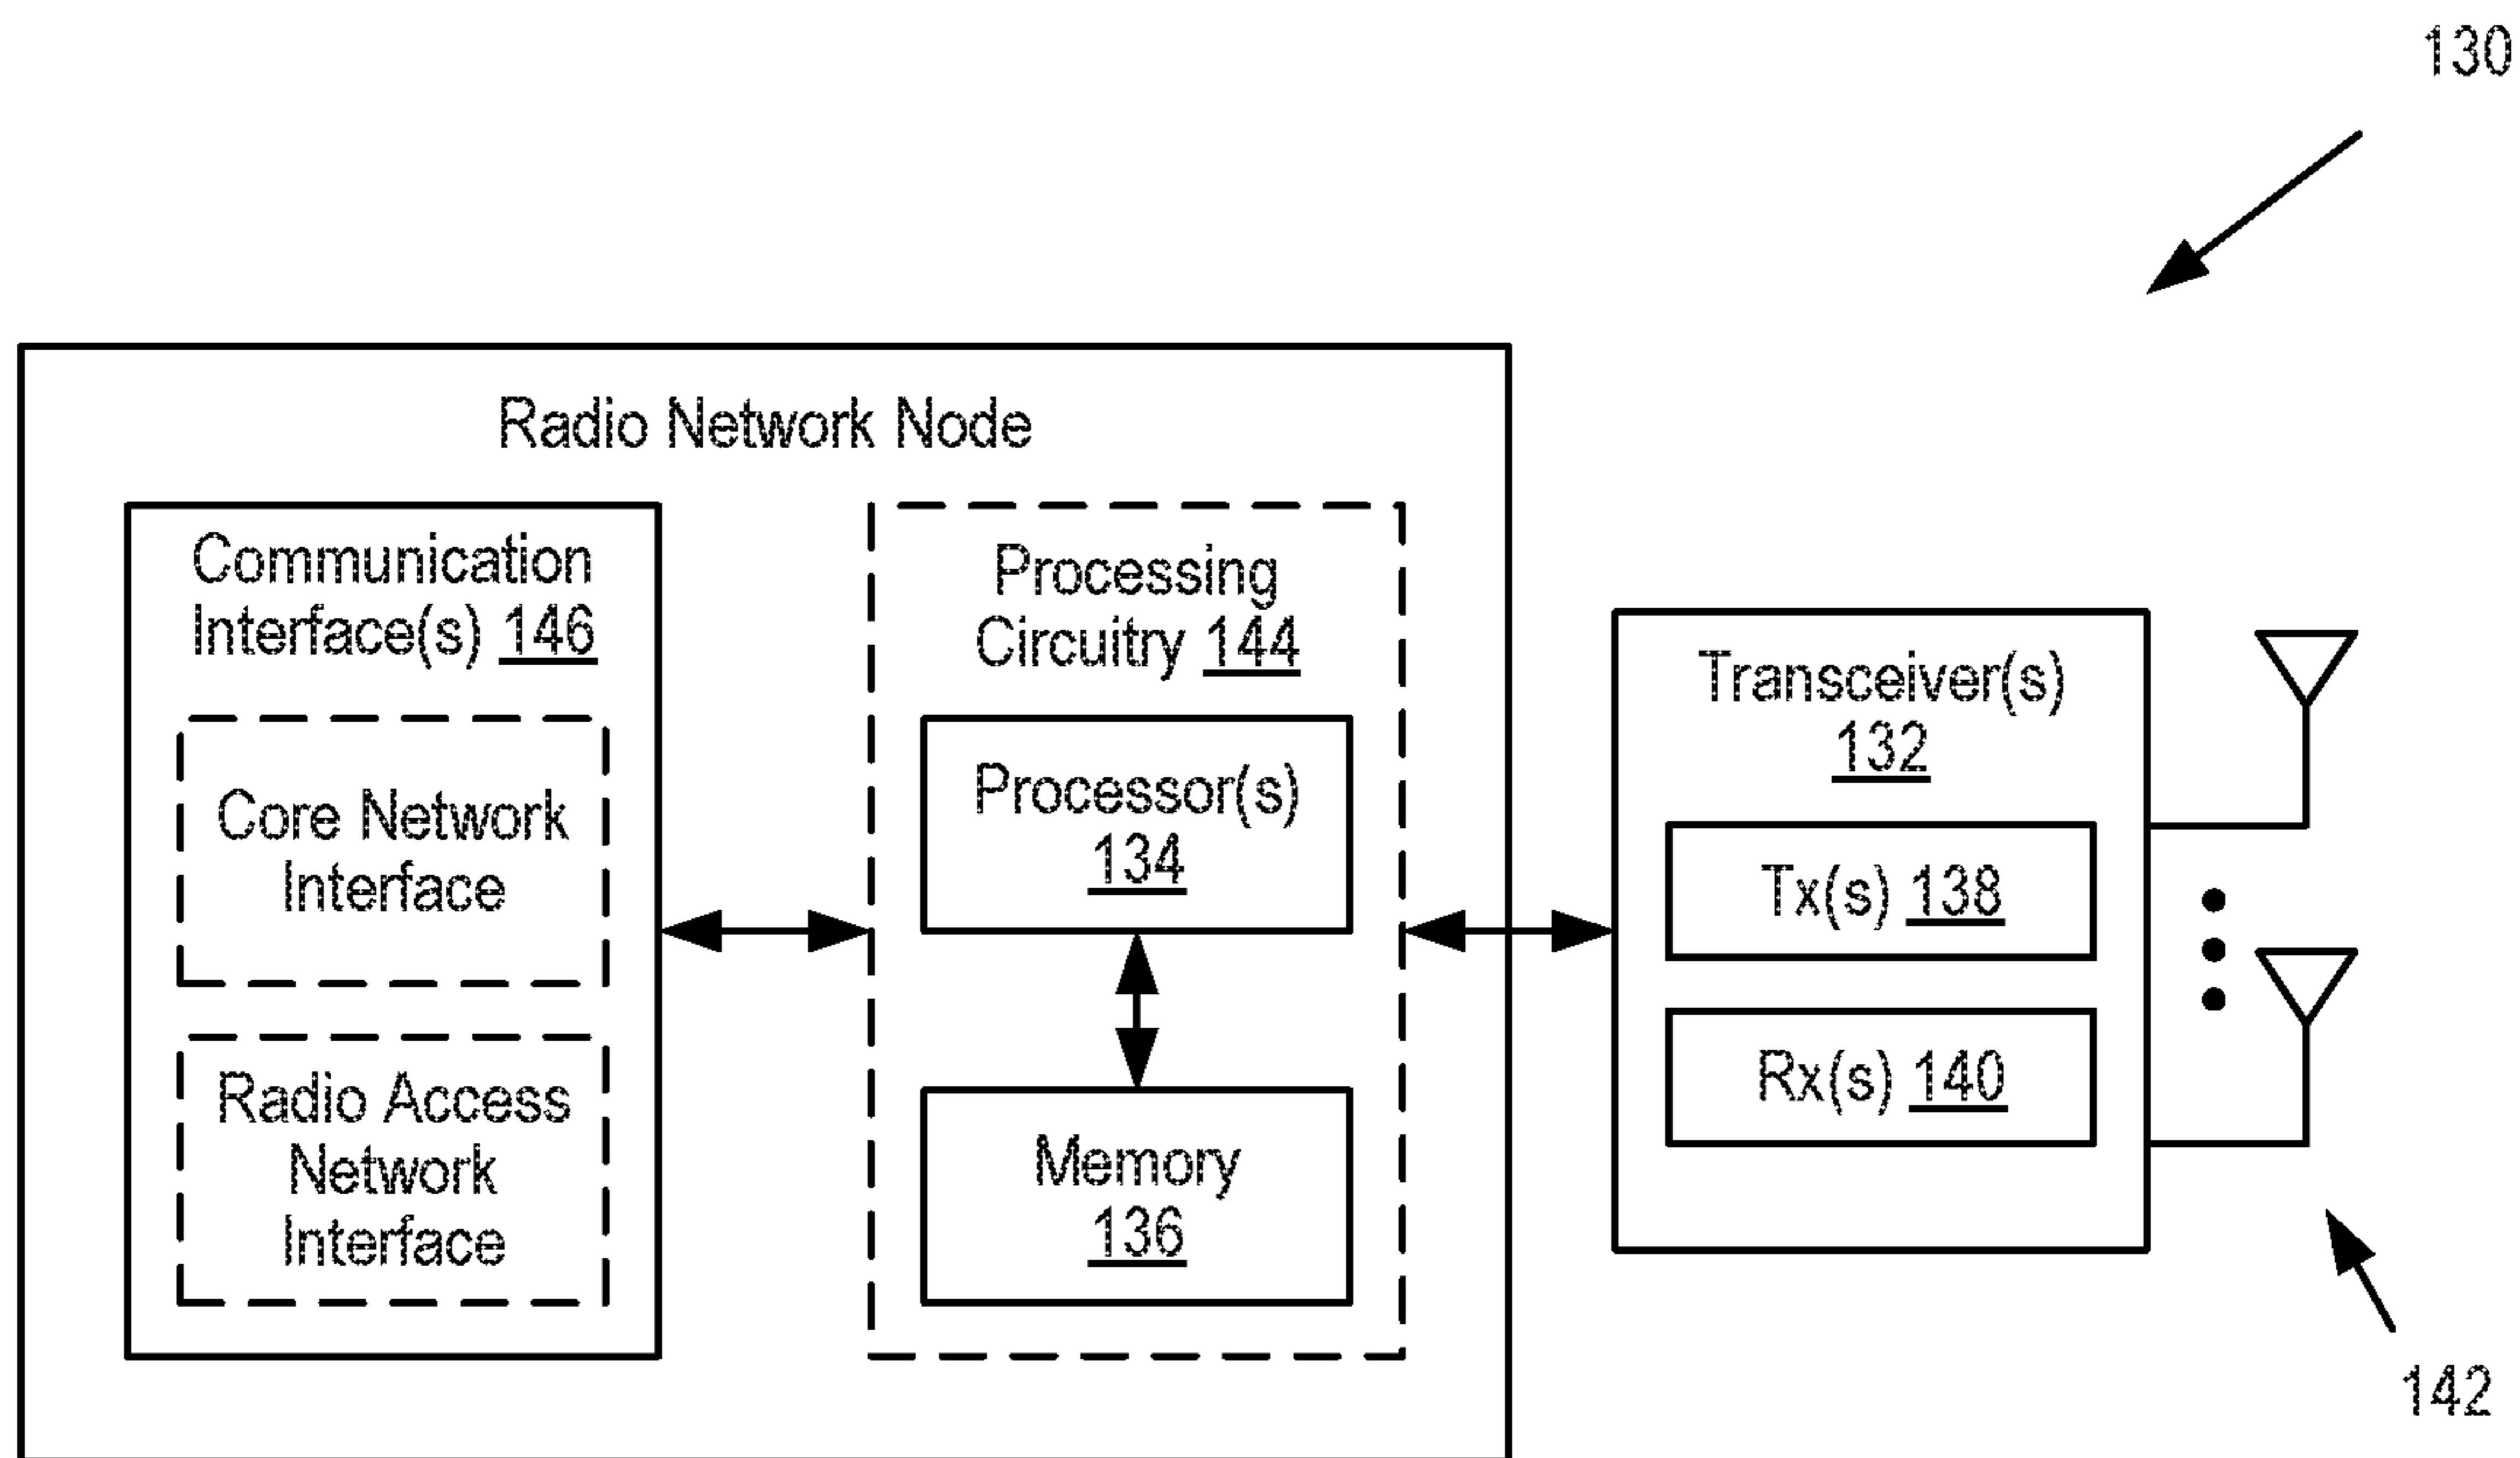 130
Radio Network Node
Communication
Interface(s) 146
Core Network
Interface
Radio Access
Network
Interface
Processing
Circuitry 144
Processor(s)
134
Memory
136
Transceiver(s)
132
Tx(s) 138
Rx(s) 140
142